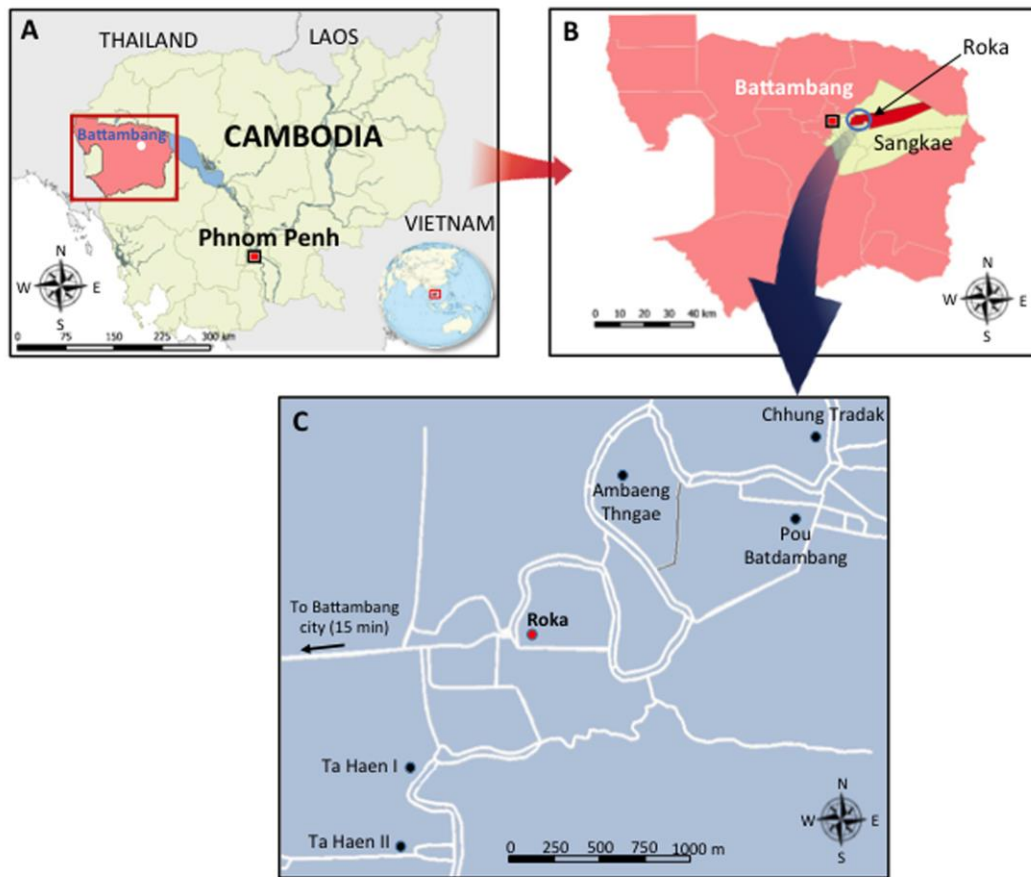 A
THAILAND
LAOS
Battambang
CAMBODIA
Phnom Penh
VIETNAM
N
W E
S
0 75 150 225 300 km
B
Roka
Battambang
Sangkae
N
W E
S
0 10 20 30 40 km
C
Chhung Tradak
Ambaeng
Thngae
Pou
Batdambang
To Battambang
city (15 min)
Roka
Ta Haen I
Ta Haen II
N
W E
S
0 250 500 750 1000 m